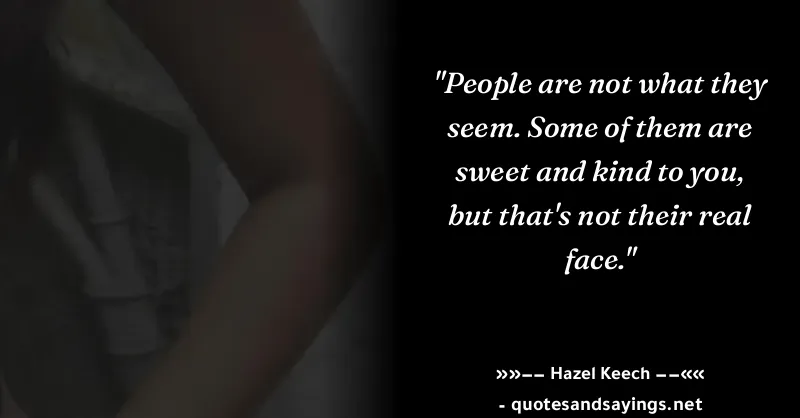 "People are not what they
seem. Some of them are
sweet and kind to you,
but that's not their real
face."
»»–– Hazel Keech ––««
- quotesandsayings.net